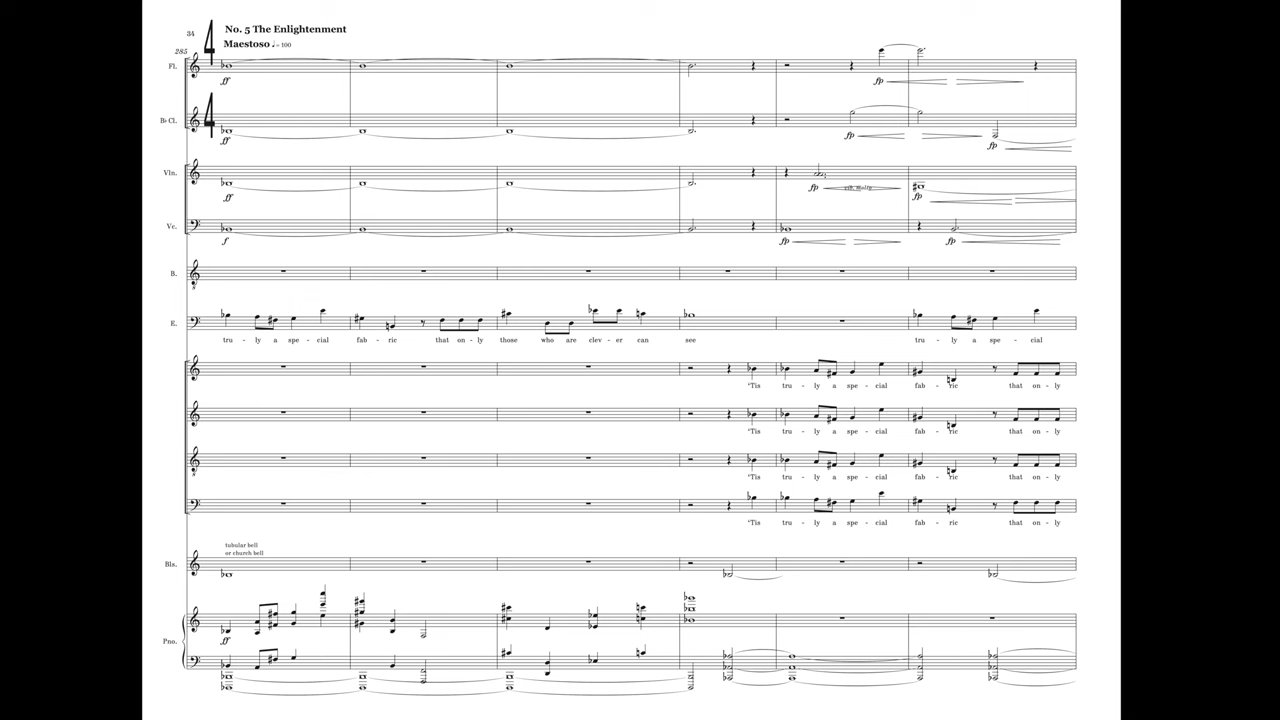 34
No. 5 The Enlightenment
Maestoso ♩ = 100
285
4
Fl.
ff
fp
4
B♭ Cl.
ff
fp
fp
Vln.
ff
fp
fp
Vc.
f
fp
fp
B.
E.
tru - ly a spe - cial fab - ric that only those who are clev - er can see tru - ly a spe - cial
'Tis tru - ly a spe - cial fab - ric that on - ly
'Tis tru - ly a spe - cial fab - ric that on - ly
'Tis tru - ly a spe - cial fab - ric that on - ly
'Tis tru - ly a spe - cial fab - ric that on - ly
tubular bell
or church bell
Bls.
Pno.
ff